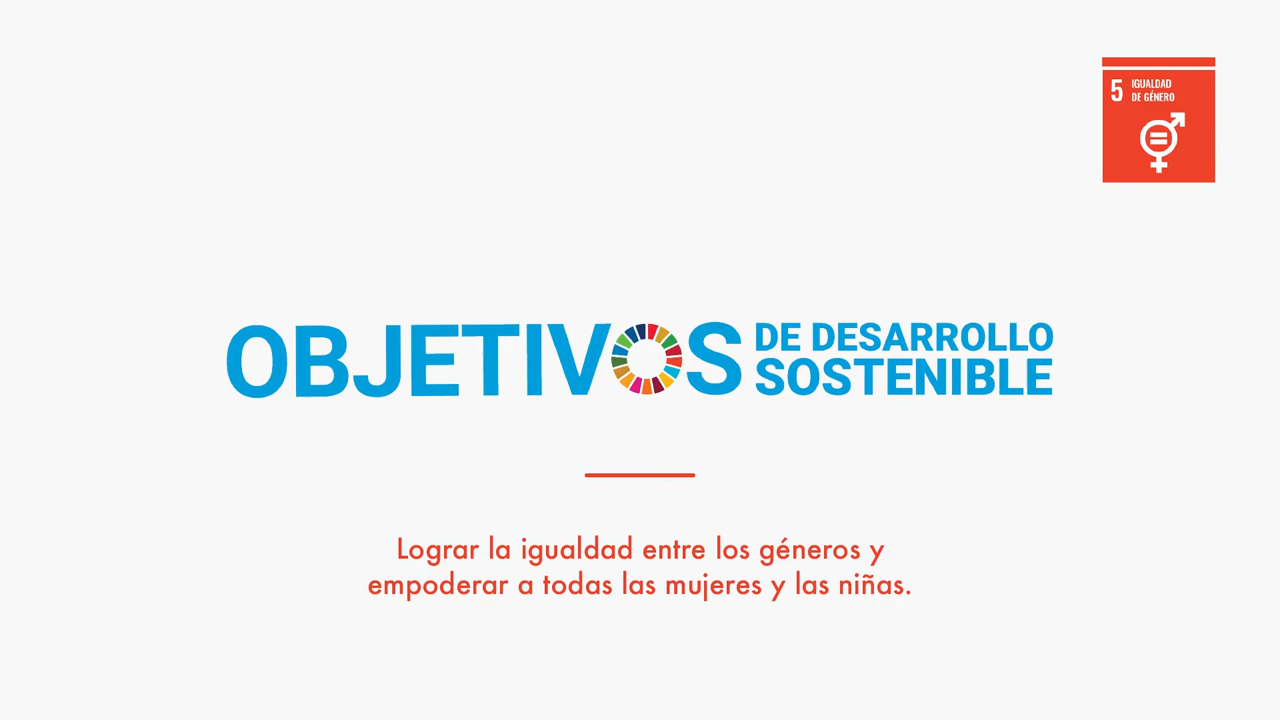 5 IGUALDAD
DE GÉNERO
OBJETIVOS DE DESARROLLO
SOSTENIBLE
Lograr la igualdad entre los géneros y
empoderar a todas las mujeres y las niñas.